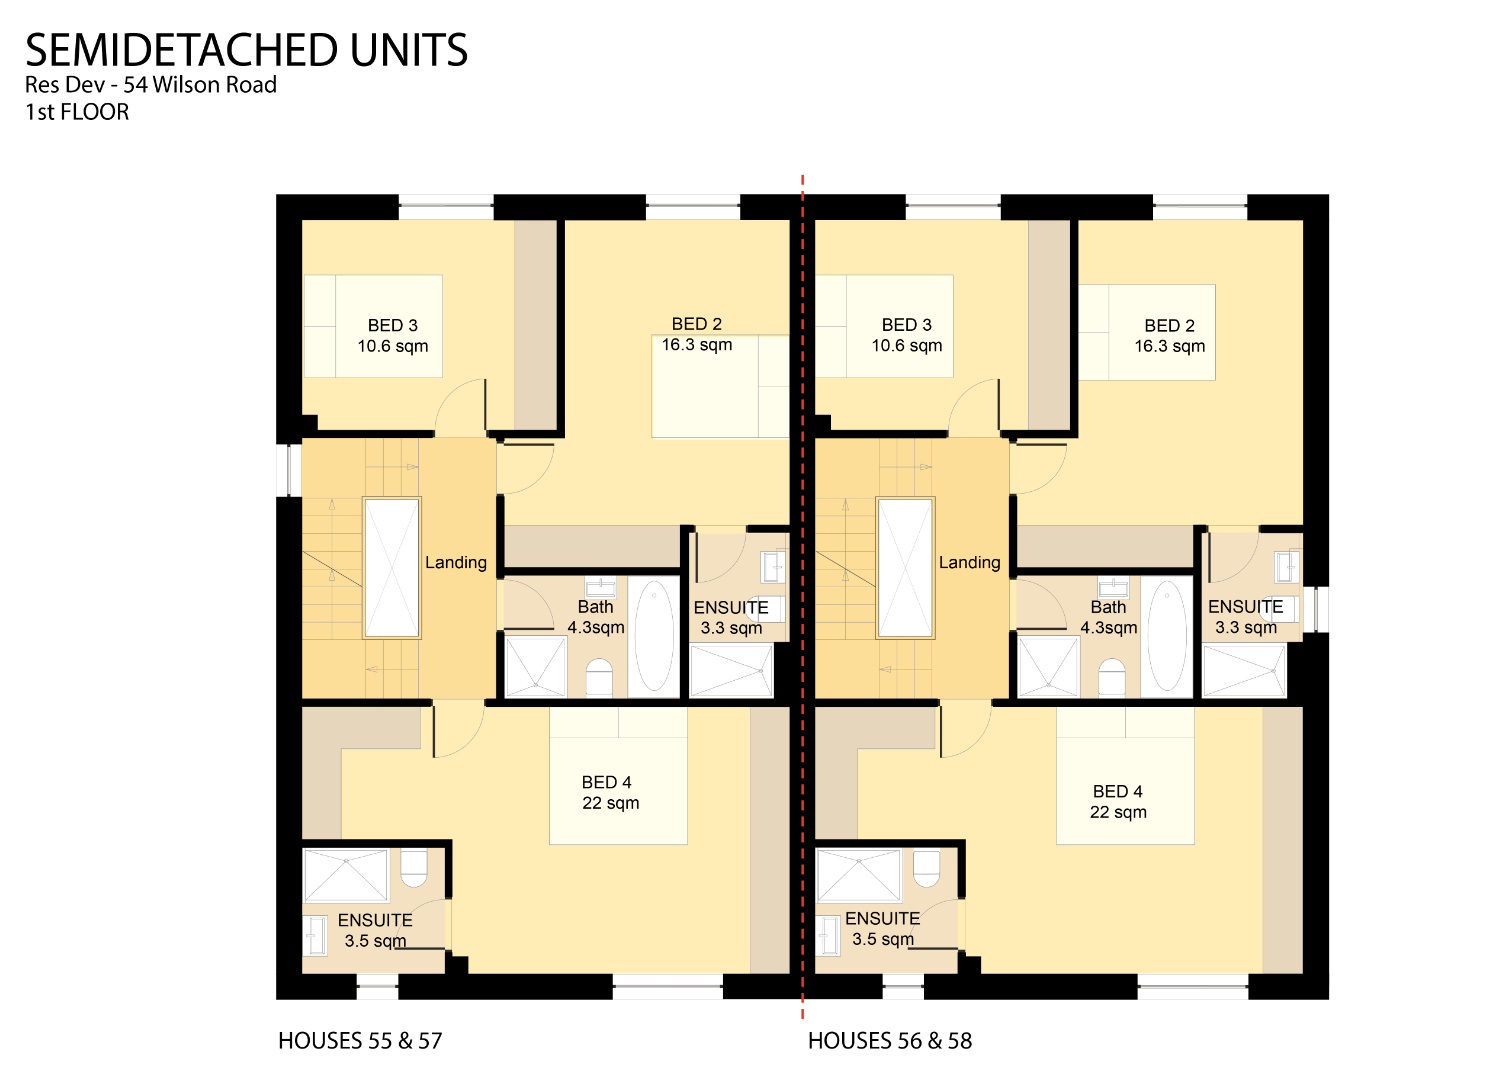 SEMIDETACHED UNITS
Res Dev - 54 Wilson Road
1st FLOOR
BED 3
10.6 sqm
BED 2
16.3 sqm
BED 3
10.6 sqm
BED 2
16.3 sqm
Landing
Bath
4.3sqm
ENSUITE
3.3 sqm
Landing
Bath
4.3sqm
ENSUITE
3.3 sqm
BED 4
22 sqm
BED 4
22 sqm
ENSUITE
3.5 sqm
ENSUITE
3.5 sqm
HOUSES 55 & 57
HOUSES 56 & 58